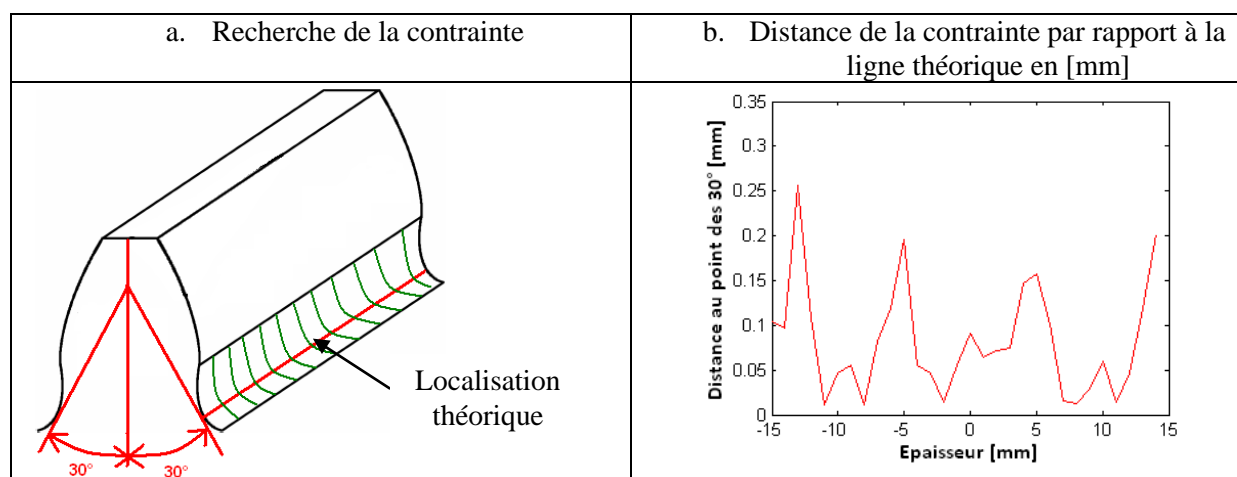 a. Recherche de la contrainte
b. Distance de la contrainte par rapport à la
ligne théorique en [mm]
Localisation
théorique
30°
30°
Distance au point des 30° [mm]
0.35
0.3
0.25
0.2
0.15
0.1
0.05
0
-15
-10
-5
0
5
10
15
Epaisseur [mm]